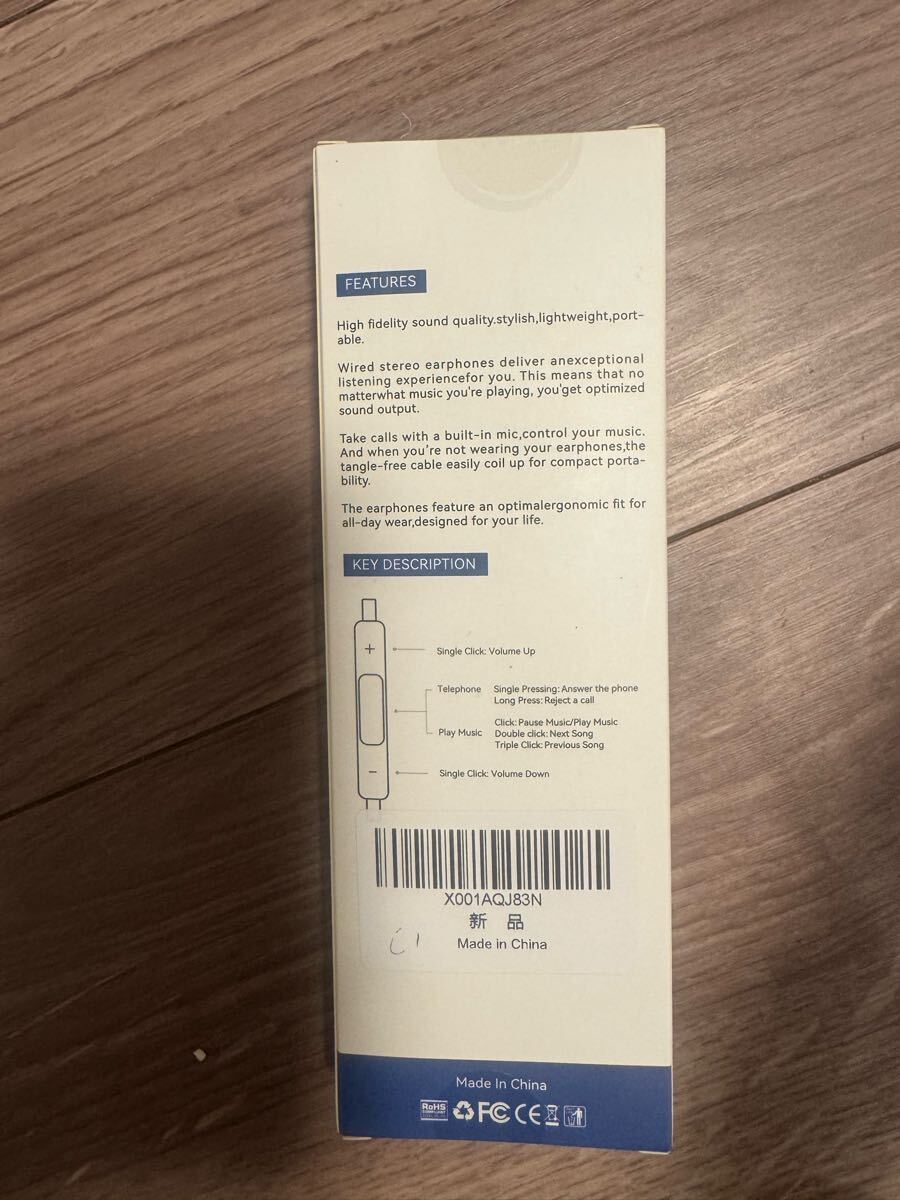 FEATURES
High fidelity sound quality.stylish,lightweight,port-
able.
Wired stereo earphones deliver anexceptional
listening experiencefor you. This means that no
matterwhat music you're playing, you'get optimized
sound output.
Take calls with a built-in mic,control your music.
And when you're not wearing your earphones,the
tangle-free cable easily coil up for compact porta-
bility.
The earphones feature an optimalergonomic fit for
all-day wear,designed for your life.
KEY DESCRIPTION
+
Single Click: Volume Up
Telephone
Single Pressing: Answer the phone
Long Press: Reject a call
Play Music
Click: Pause Music/Play Music
Double click: Next Song
Triple Click: Previous Song
−
Single Click: Volume Down
X001AQJ83N
新 品
Made in China
Made In China
RoHS
COMPLIANT
FC CE